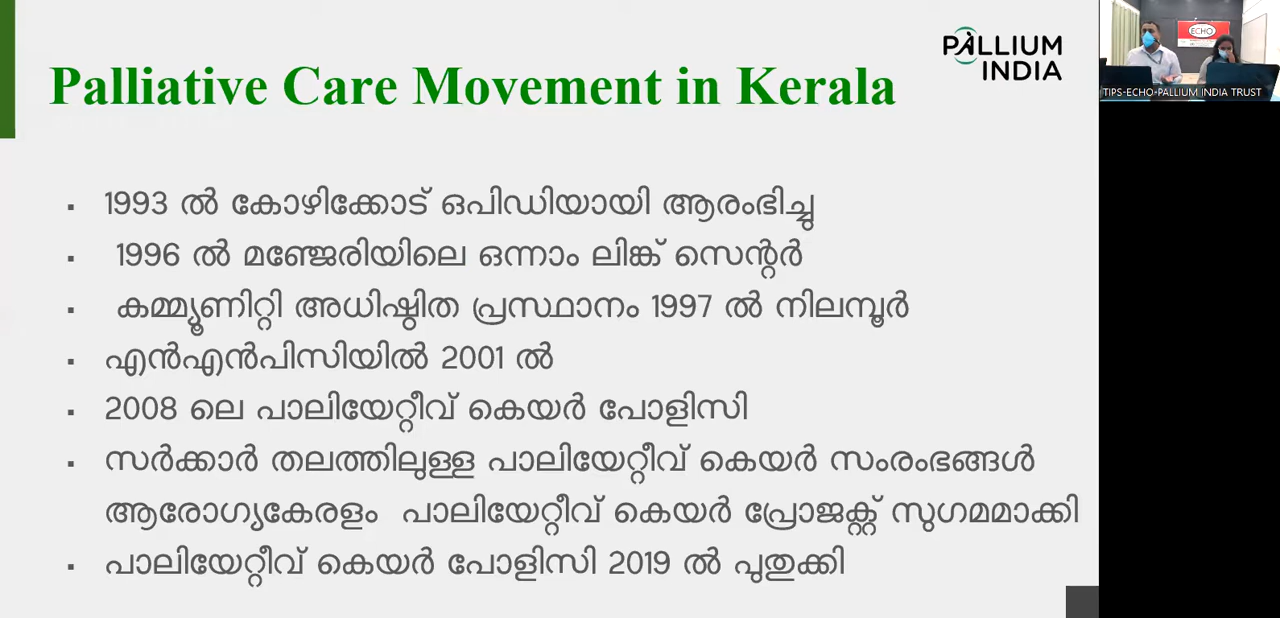 Palliative Care Movement in Kerala
PALLIUM
INDIA
ECHO
TIPS-ECHO-PALLIUM INDIA TRUST
▪ 1993 ൽ കോഴിക്കോട് ഒപിഡിയായി ആരംഭിച്ചു
▪ 1996 ൽ മഞ്ചേരിയിലെ ഒന്നാം ലിങ്ക് സെന്റർ
▪ കമ്മ്യൂണിറ്റി അധിഷ്ഠിത പ്രസ്ഥാനം 1997 ൽ നിലമ്പൂർ
▪ എൻഎൻപിസിയിൽ 2001 ൽ
▪ 2008 ലെ പാലിയേറ്റീവ് കെയർ പോളിസി
▪ സർക്കാർ തലത്തിലുള്ള പാലിയേറ്റീവ് കെയർ സംരംഭങ്ങൾ
ആരോഗ്യകേരളം പാലിയേറ്റീവ് കെയർ പ്രോജക്റ്റ് സുഗമമാക്കി
▪ പാലിയേറ്റീവ് കെയർ പോളിസി 2019 ൽ പുതുക്കി